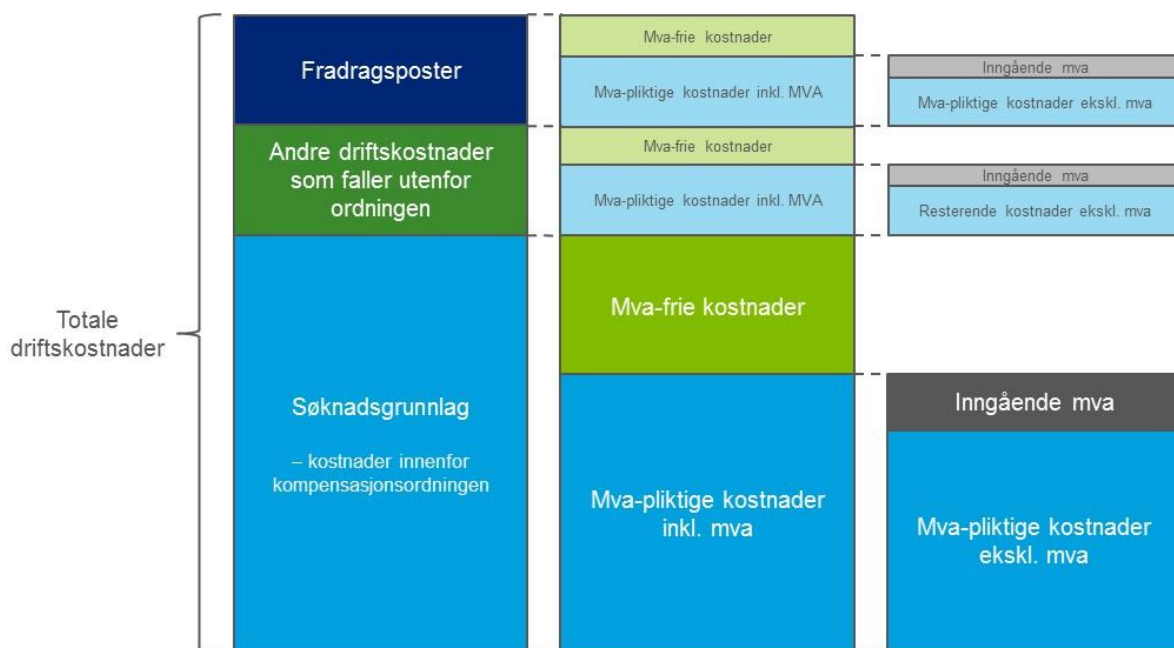 Totale
driftskostnader
Fradragsposter
Andre driftskostnader
som faller utenfor
ordningen
Søknadsgrunnlag
– kostnader innenfor
kompensasjonsordningen
Mva-frie kostnader
Mva-pliktige kostnader inkl. MVA
Mva-frie kostnader
Mva-pliktige kostnader inkl. MVA
Mva-frie kostnader
Mva-pliktige kostnader
inkl. mva
Inngående mva
Mva-pliktige kostnader ekskl. mva
Inngående mva
Resterende kostnader ekskl. mva
Inngående mva
Mva-pliktige kostnader
ekskl. mva